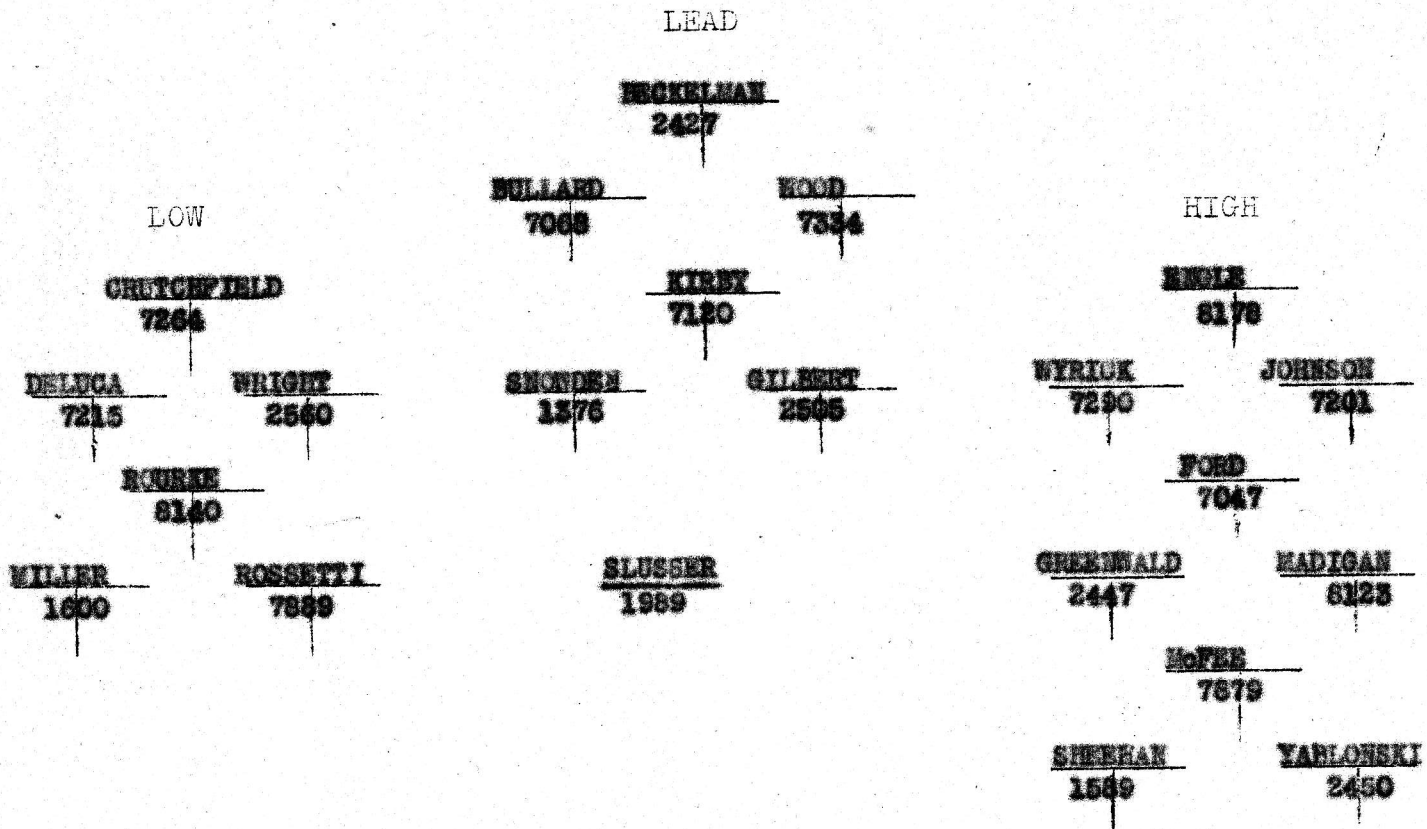 LEAD
BECKELMAN
2427
BULLARD
7068
WOOD
7334
KIRBY
7120
SNOWDEN
1376
GILBERT
2505
SLUSSER
1989
LOW
CRUTCHFIELD
7264
DELUCA
7215
WRIGHT
2560
ROURKE
8140
MILLER
1600
ROSSETTI
7889
HIGH
ENGLE
8178
WYRICK
7290
JOHNSON
7201
FORD
7047
GREENWALD
2447
MADIGAN
8123
McFEE
7879
SHEEHAN
1589
YABLONSKI
2450